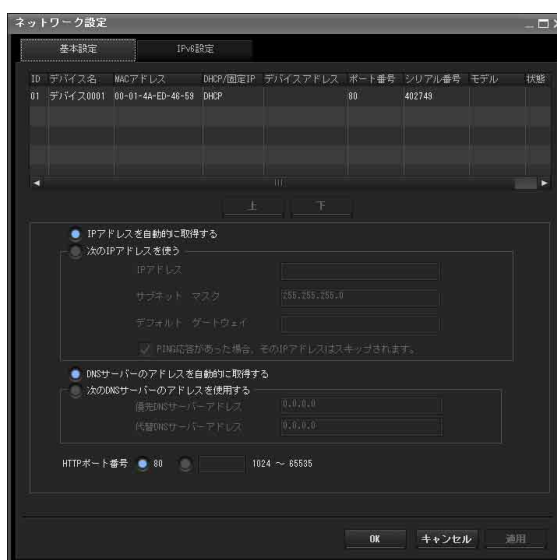 ネットワーク設定
基本設定 IPv6設定
ID デバイス名 MACアドレス DHCP/固定IP デバイスアドレス ポート番号 シリアル番号 モデル 状態
01 デバイス0001 00-01-4A-ED-46-59 DHCP 80 402749
上 下
IPアドレスを自動的に取得する
次のIPアドレスを使う
IPアドレス
サブネット マスク 255.255.255.0
デフォルト ゲートウェイ
PING応答があった場合、そのIPアドレスはスキップされます。
DNSサーバーのアドレスを自動的に取得する
次のDNSサーバーのアドレスを使用する
優先DNSサーバーアドレス 0.0.0.0
代替DNSサーバーアドレス 0.0.0.0
HTTPポート番号 80 1024 ～ 65535
OK キャンセル 適用